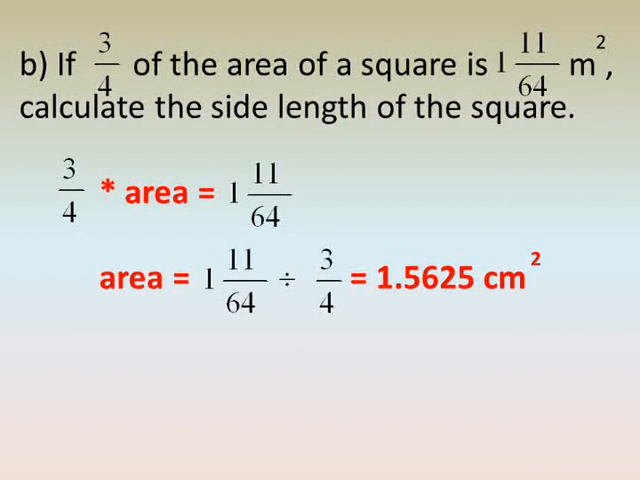 b) If 3/4 of the area of a square is 1 11/64 m²,
calculate the side length of the square.
3/4 * area = 1 11/64
area = 1 11/64 ÷ 3/4 = 1.5625 cm²